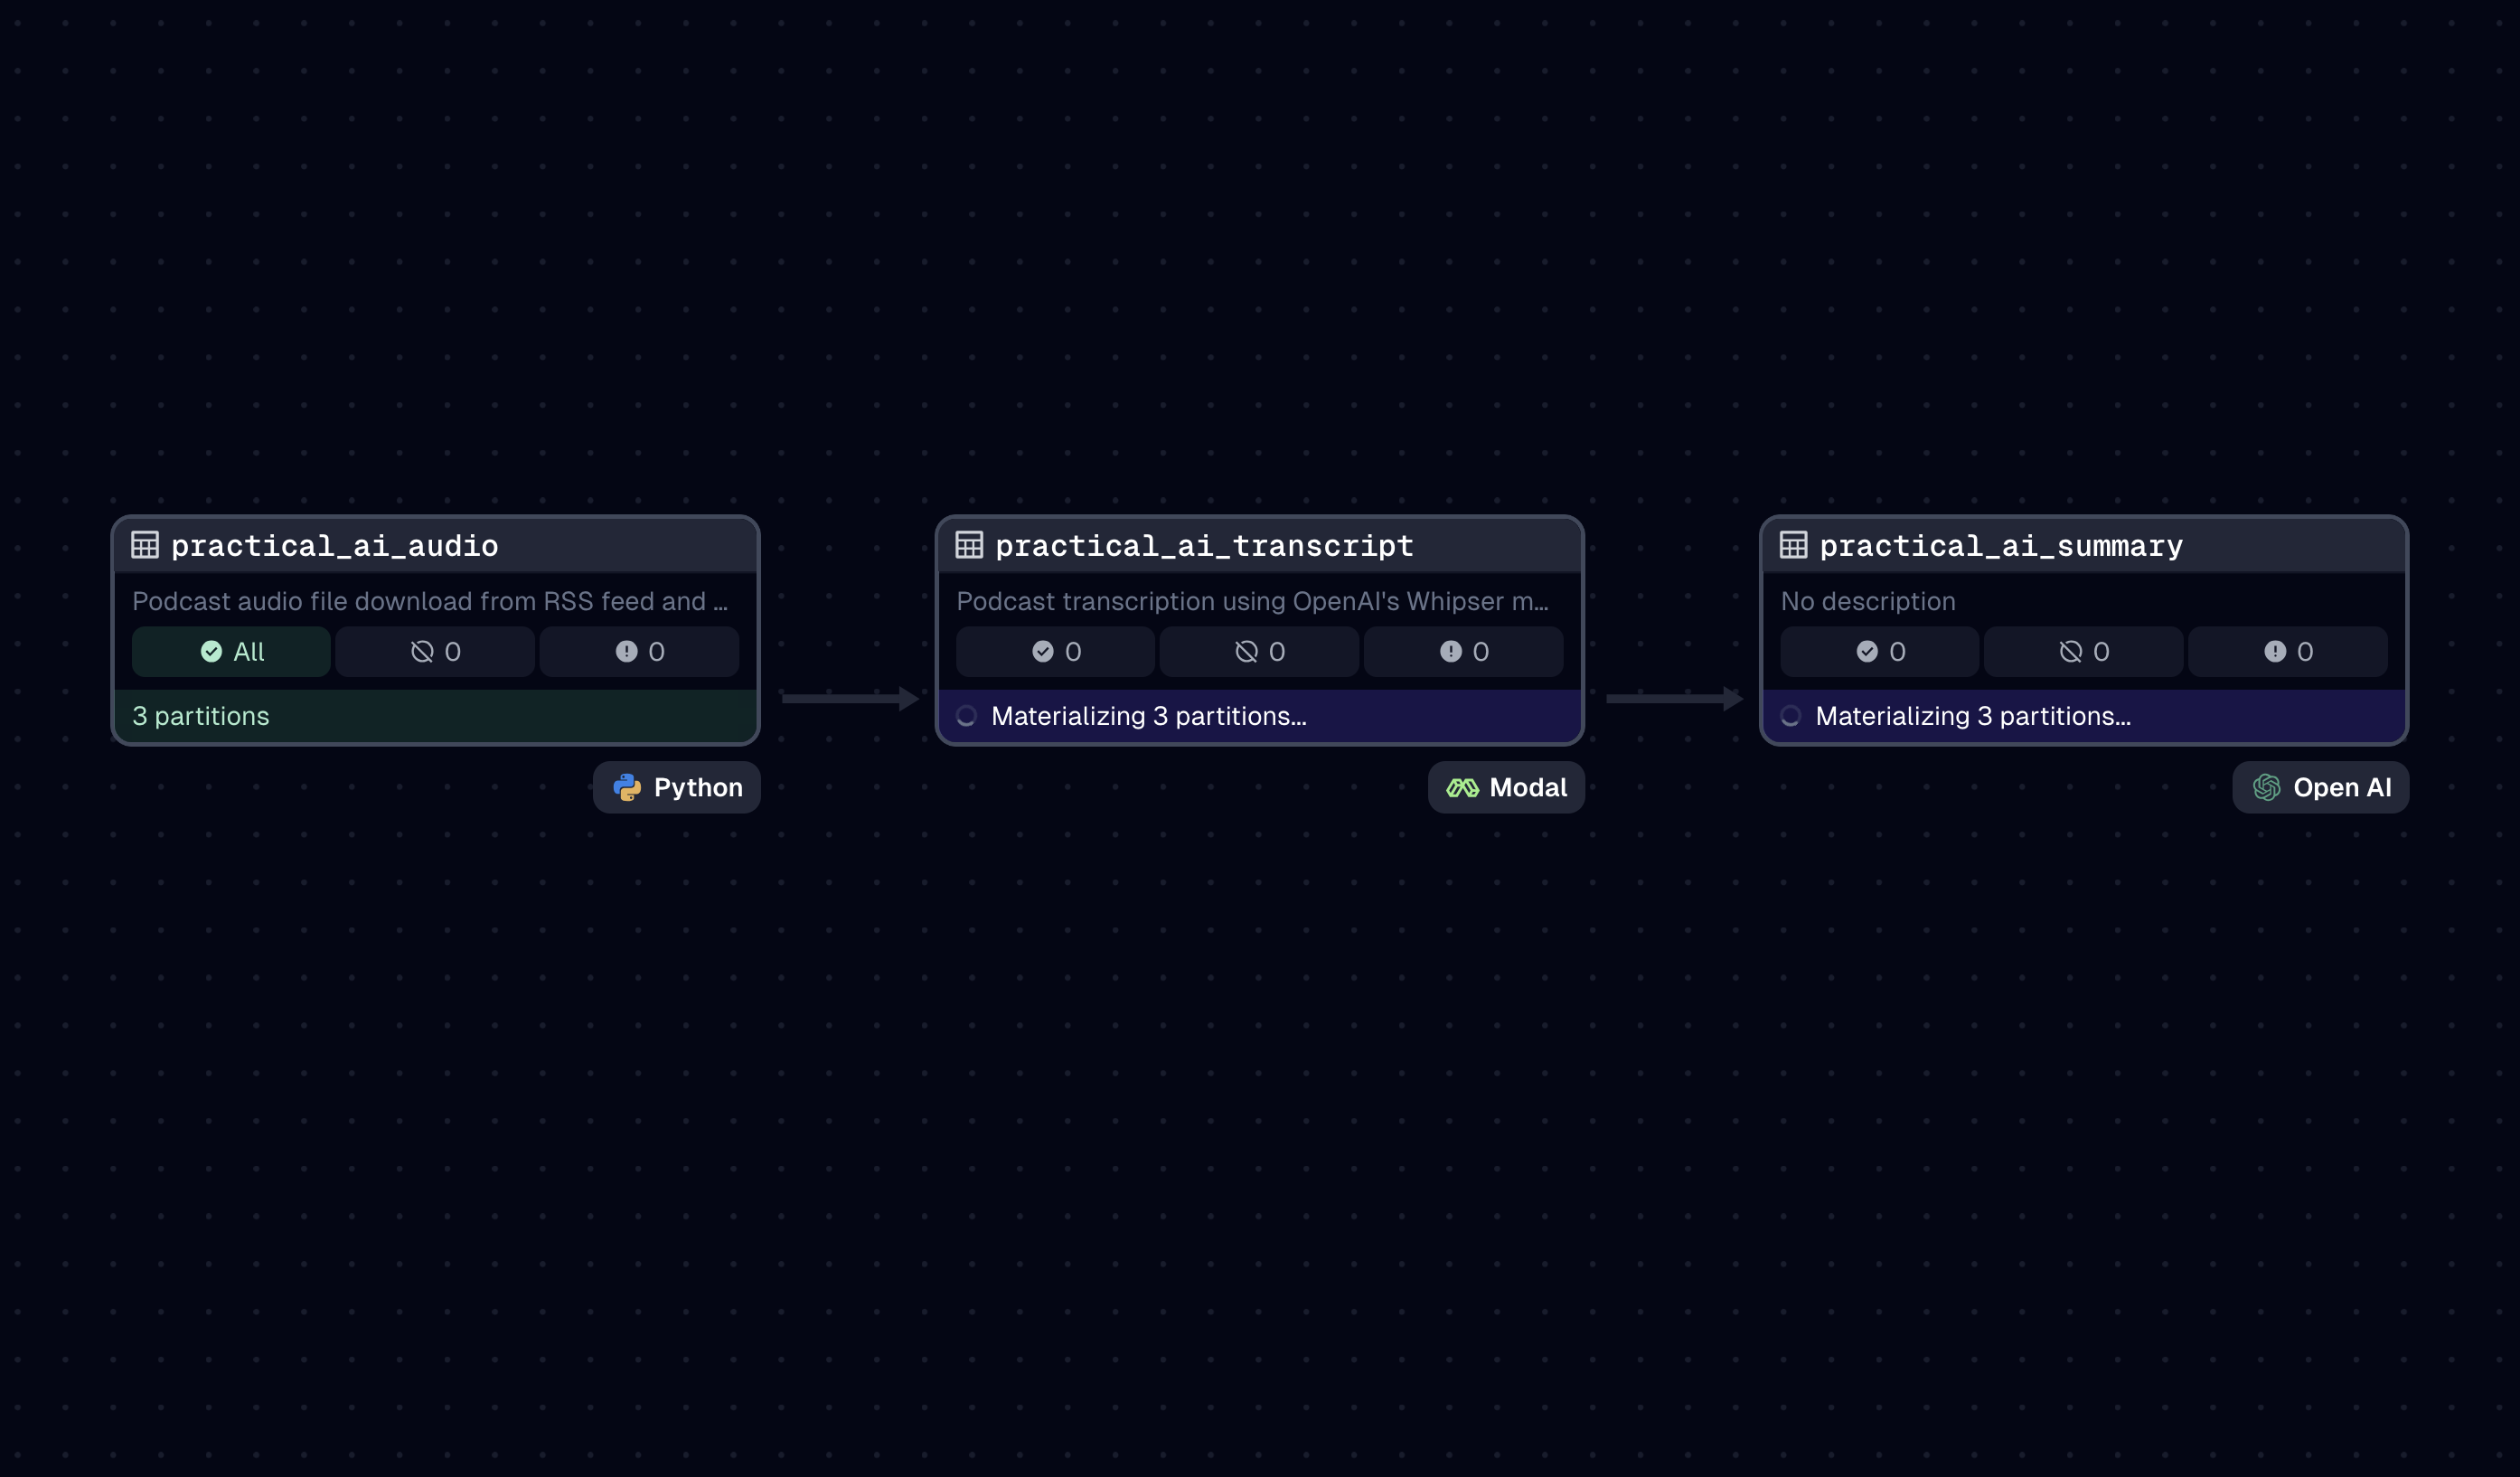 practical_ai_audio
Podcast audio file download from RSS feed and ...
All 0 0
3 partitions
Python
practical_ai_transcript
Podcast transcription using OpenAI's Whipser m...
0 0 0
Materializing 3 partitions...
Modal
practical_ai_summary
No description
0 0 0
Materializing 3 partitions...
Open AI